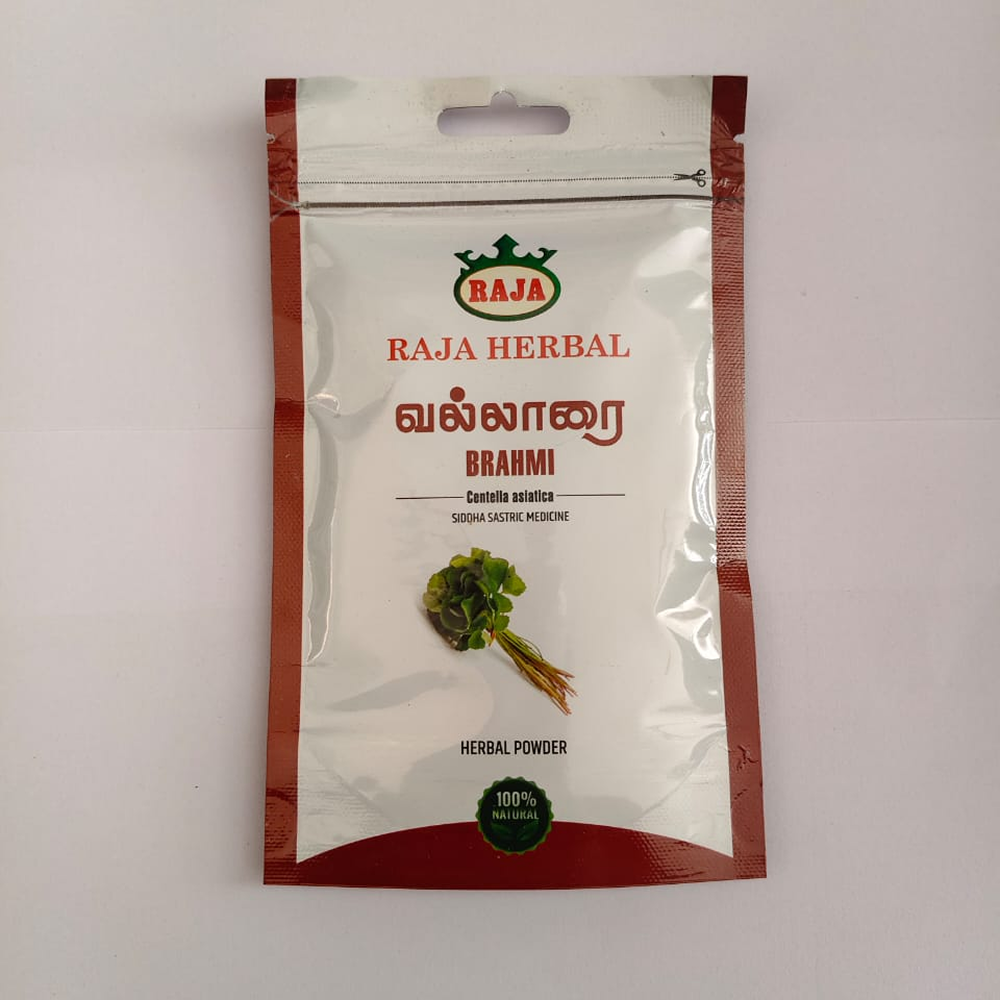 RAJA
RAJA HERBAL
வல்லாரை
BRAHMI
Centella asiatica
SIDDHA SASTRIC MEDICINE
HERBAL POWDER
100%
NATURAL